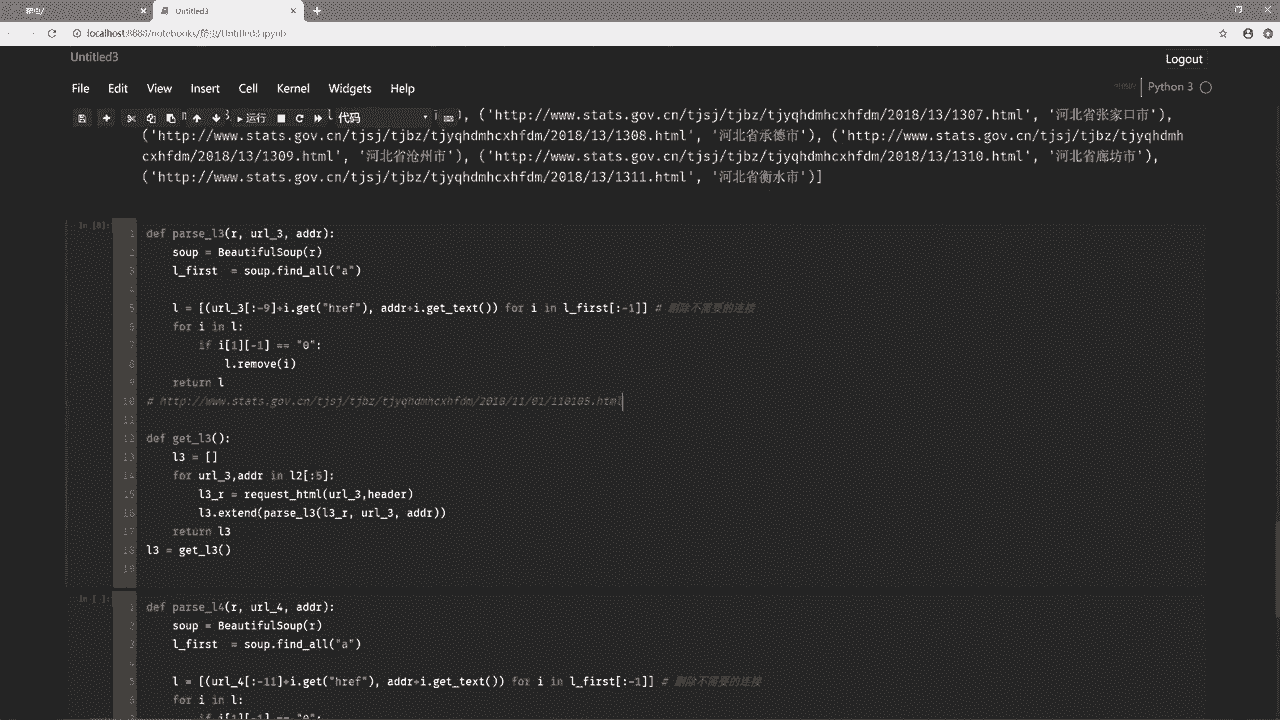 爬虫/
Untitled3
localhost:8888/notebooks/爬虫/Untitled3.ipynb
Untitled3
Logout
File Edit View Insert Cell Kernel Widgets Help
Python 3
运行
代码
), ('http://www.stats.gov.cn/tjsj/tjbz/tjyqhdmhcxhfdm/2018/13/1307.html', '河北省张家口市'),
('http://www.stats.gov.cn/tjsj/tjbz/tjyqhdmhcxhfdm/2018/13/1308.html', '河北省承德市'), ('http://www.stats.gov.cn/tjsj/tjbz/tjyqhdmh
cxhfdm/2018/13/1309.html', '河北省沧州市'), ('http://www.stats.gov.cn/tjsj/tjbz/tjyqhdmhcxhfdm/2018/13/1310.html', '河北省廊坊市'),
('http://www.stats.gov.cn/tjsj/tjbz/tjyqhdmhcxhfdm/2018/13/1311.html', '河北省衡水市')]
In [8]:
1 def parse_l3(r, url_3, addr):
2 soup = BeautifulSoup(r)
3 l_first = soup.find_all("a")
4
5 l = [(url_3[:-9]+i.get("href"), addr+i.get_text()) for i in l_first[:-1]] # 删除不需要的连接
6 for i in l:
7 if i[1][-1] == "0":
8 l.remove(i)
9 return l
10 # http://www.stats.gov.cn/tjsj/tjbz/tjyqhdmhcxhfdm/2018/11/01/110105.html
11
12 def get_l3():
13 l3 = []
14 for url_3,addr in l2[:5]:
15 l3_r = request_html(url_3,header)
16 l3.extend(parse_l3(l3_r, url_3, addr))
17 return l3
18 l3 = get_l3()
19
In [ ]:
1 def parse_l4(r, url_4, addr):
2 soup = BeautifulSoup(r)
3 l_first = soup.find_all("a")
4
5 l = [(url_4[:-11]+i.get("href"), addr+i.get_text()) for i in l_first[:-1]] # 删除不需要的连接
6 for i in l:
if i[1][-1] == "0":